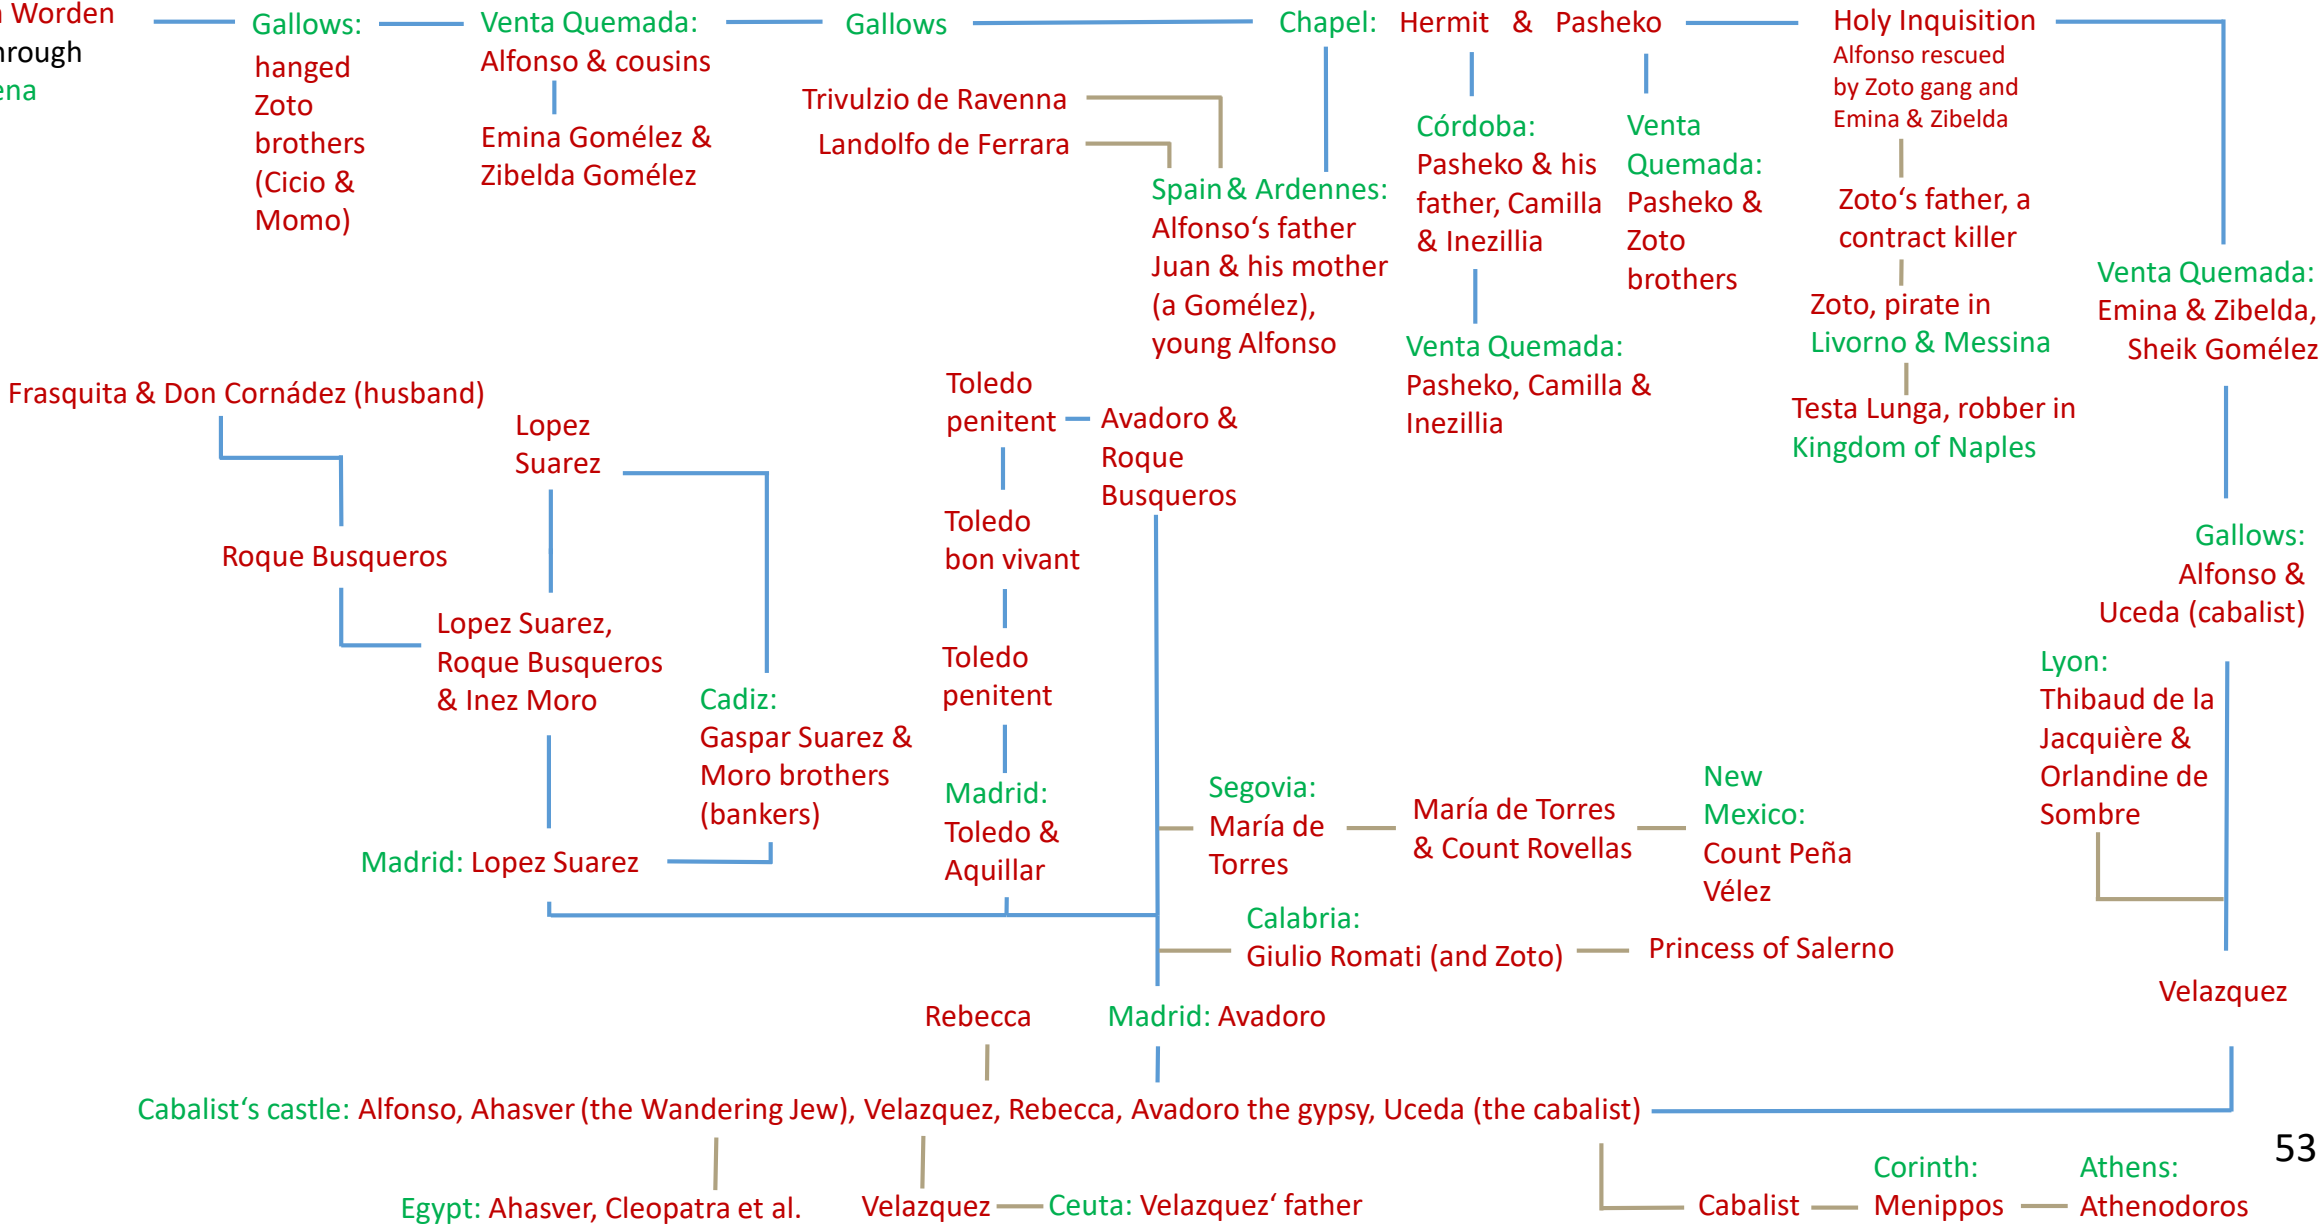 Worden
Gallows:
hanged
Zoto
brothers
(Cicio &
Momo)
Venta Quemada:
Alfonso & cousins
Emina Gomélez &
Zibelda Gomélez
Gallows
Chapel: Hermit & Pasheko
Holy Inquisition
Alfonso rescued
by Zoto gang and
Emina & Zibelda
Trivulzio de Ravenna
Landolfo de Ferrara
Spain & Ardennes:
Alfonso‘s father
Juan & his mother
(a Gomélez),
young Alfonso
Córdoba:
Pasheko & his
father, Camilla
& Inezillia
Venta
Quemada:
Pasheko &
Zoto
brothers
Venta Quemada:
Pasheko, Camilla &
Inezillia
Zoto‘s father, a
contract killer
Zoto, pirate in
Livorno & Messina
Testa Lunga, robber in
Kingdom of Naples
Venta Quemada:
Emina & Zibelda,
Sheik Gomélez
Frasquita & Don Cornádez (husband)
Lopez
Suarez
Roque Busqueros
Lopez Suarez,
Roque Busqueros
& Inez Moro
Cadiz:
Gaspar Suarez &
Moro brothers
(bankers)
Madrid: Lopez Suarez
Toledo
penitent
Avadoro &
Roque
Busqueros
Toledo
bon vivant
Toledo
penitent
Madrid:
Toledo &
Aquillar
Segovia:
María de
Torres
María de Torres
& Count Rovellas
New
Mexico:
Count Peña
Vélez
Calabria:
Giulio Romati (and Zoto)
Princess of Salerno
Gallows:
Alfonso &
Uceda (cabalist)
Lyon:
Thibaud de la
Jacquière &
Orlandine de
Sombre
Velazquez
Rebecca
Madrid: Avadoro
Cabalist‘s castle: Alfonso, Ahasver (the Wandering Jew), Velazquez, Rebecca, Avadoro the gypsy, Uceda (the cabalist)
Egypt: Ahasver, Cleopatra et al.
Velazquez
Ceuta: Velazquez‘ father
Cabalist
Corinth:
Menippos
Athens:
Athenodoros
53